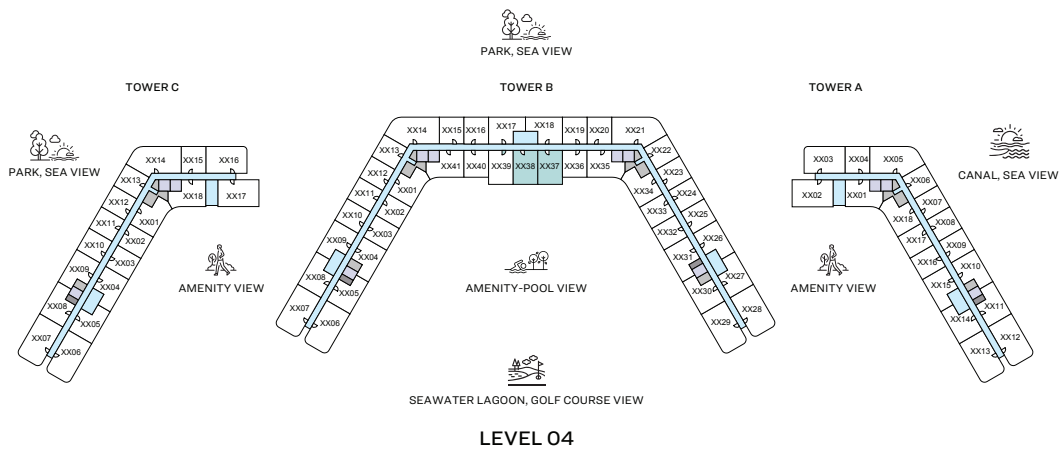 PARK, SEA VIEW
TOWER C
TOWER B
TOWER A
PARK, SEA VIEW
CANAL, SEA VIEW
XX14 XX15 XX16
XX13
XX18 XX17
XX12
XX01
XX11
XX02
XX10
XX03
XX09
XX04
XX08
XX05
XX07
XX06
XX14 XX15 XX16 XX17 XX18 XX19 XX20 XX21
XX13
XX41 XX40 XX39 XX38 XX37 XX36 XX35
XX22
XX12
XX01
XX34
XX23
XX11
XX02
XX33
XX24
XX10
XX03
XX32
XX25
XX09
XX04
XX31
XX26
XX08
XX05
XX30
XX27
XX07
XX06
XX29
XX28
XX03 XX04 XX05
XX02 XX01
XX06
XX18
XX07
XX17
XX08
XX16
XX09
XX15
XX10
XX14
XX11
XX13
XX12
AMENITY VIEW
AMENITY-POOL VIEW
AMENITY VIEW
SEAWATER LAGOON, GOLF COURSE VIEW
LEVEL 04